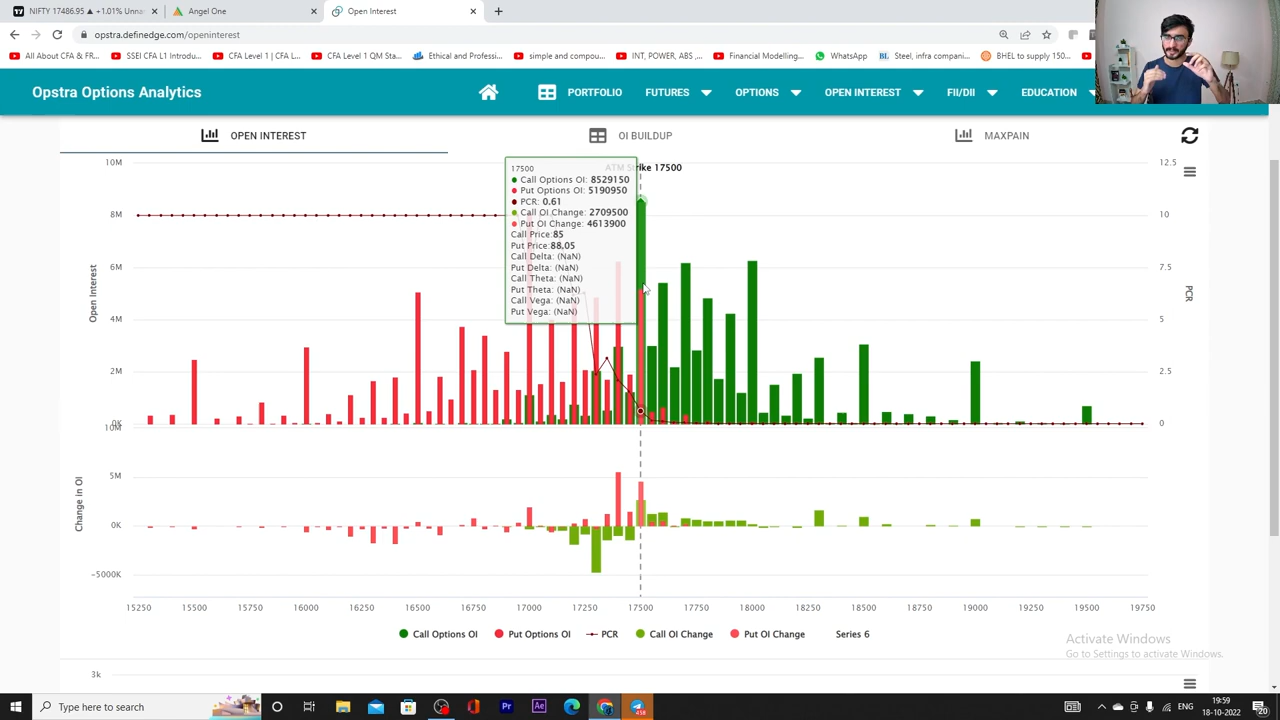 NIFTY 17486.95 ▲ +1.01% Unna
Angel One
Open Interest
opstra.definedge.com/openinterest
All About CFA & FR...
SSEI CFA L1 Introdu...
CFA Level 1 | CFA L...
CFA Level 1 QM Sta...
Ethical and Professi...
simple and compou...
INT, POWER, ABS ,...
Financial Modelling...
WhatsApp
Steel, infra compani...
BHEL to supply 150...
Opstra Options Analytics
PORTFOLIO
FUTURES
OPTIONS
OPEN INTEREST
FII/DII
EDUCATION
OPEN INTEREST
OI BUILDUP
MAXPAIN
ATM Strike 17500
17500
Call Options OI: 8529150
Put Options OI: 5190950
PCR: 0.61
Call OI Change: 2709500
Put OI Change: 4613900
Call Price:85
Put Price:88,05
Call Delta: (NaN)
Put Delta: (NaN)
Call Theta: (NaN)
Put Theta: (NaN)
Call Vega: (NaN)
Put Vega: (NaN)
10M
8M
6M
4M
2M
0K
Open Interest
12.5
10
7.5
5
2.5
0
PCR
10M
5M
0K
-5000K
Change in OI
15250 15500 15750 16000 16250 16500 16750 17000 17250 17500 17750 18000 18250 18500 18750 19000 19250 19500 19750
Call Options OI Put Options OI PCR Call OI Change Put OI Change Series 6
Activate Windows
Go to Settings to activate Windows.
3k
Type here to search
Pr
Ae
458
19:59
18-10-2022
20